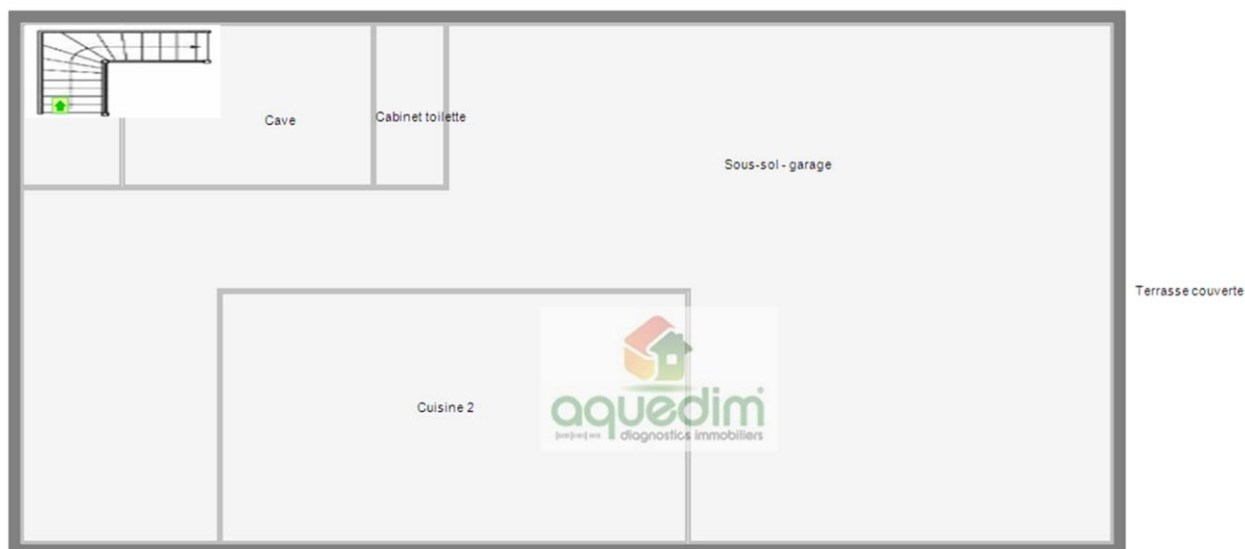 Cave
Cabinet toilette
Sous-sol - garage
Terrasse couverte
Cuisine 2
aquedim
diagnostics immobiliers